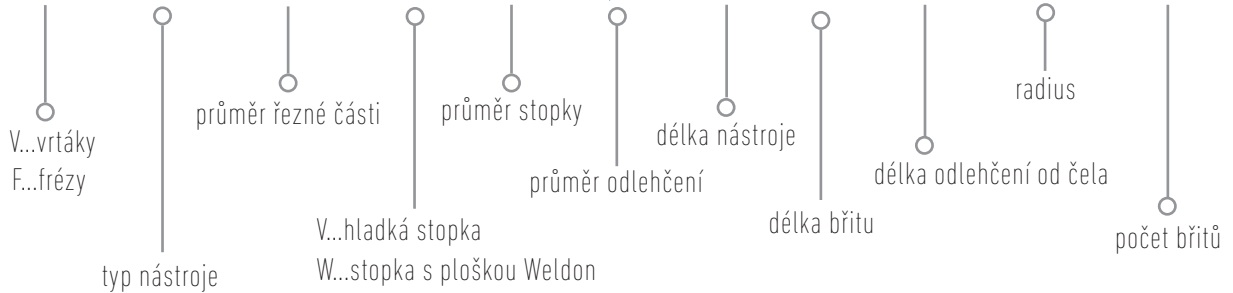 V...vrtáky
F...frézy
typ nástroje
průměr řezné části
V...hladká stopka
W...stopka s ploškou Weldon
průměr stopky
průměr odlehčení
délka nástroje
délka břitu
délka odlehčení od čela
radius
počet břitů